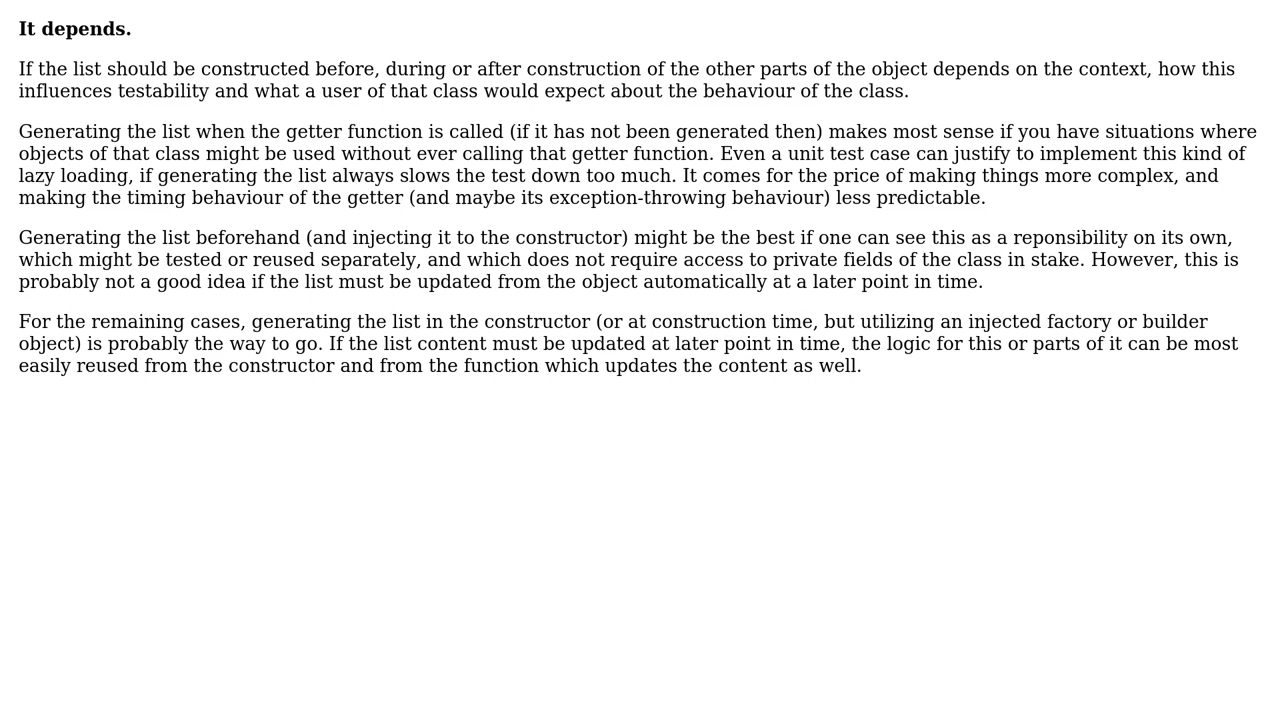 It depends.
If the list should be constructed before, during or after construction of the other parts of the object depends on the context, how this
influences testability and what a user of that class would expect about the behaviour of the class.
Generating the list when the getter function is called (if it has not been generated then) makes most sense if you have situations where
objects of that class might be used without ever calling that getter function. Even a unit test case can justify to implement this kind of
lazy loading, if generating the list always slows the test down too much. It comes for the price of making things more complex, and
making the timing behaviour of the getter (and maybe its exception-throwing behaviour) less predictable.
Generating the list beforehand (and injecting it to the constructor) might be the best if one can see this as a reponsibility on its own,
which might be tested or reused separately, and which does not require access to private fields of the class in stake. However, this is
probably not a good idea if the list must be updated from the object automatically at a later point in time.
For the remaining cases, generating the list in the constructor (or at construction time, but utilizing an injected factory or builder
object) is probably the way to go. If the list content must be updated at later point in time, the logic for this or parts of it can be most
easily reused from the constructor and from the function which updates the content as well.